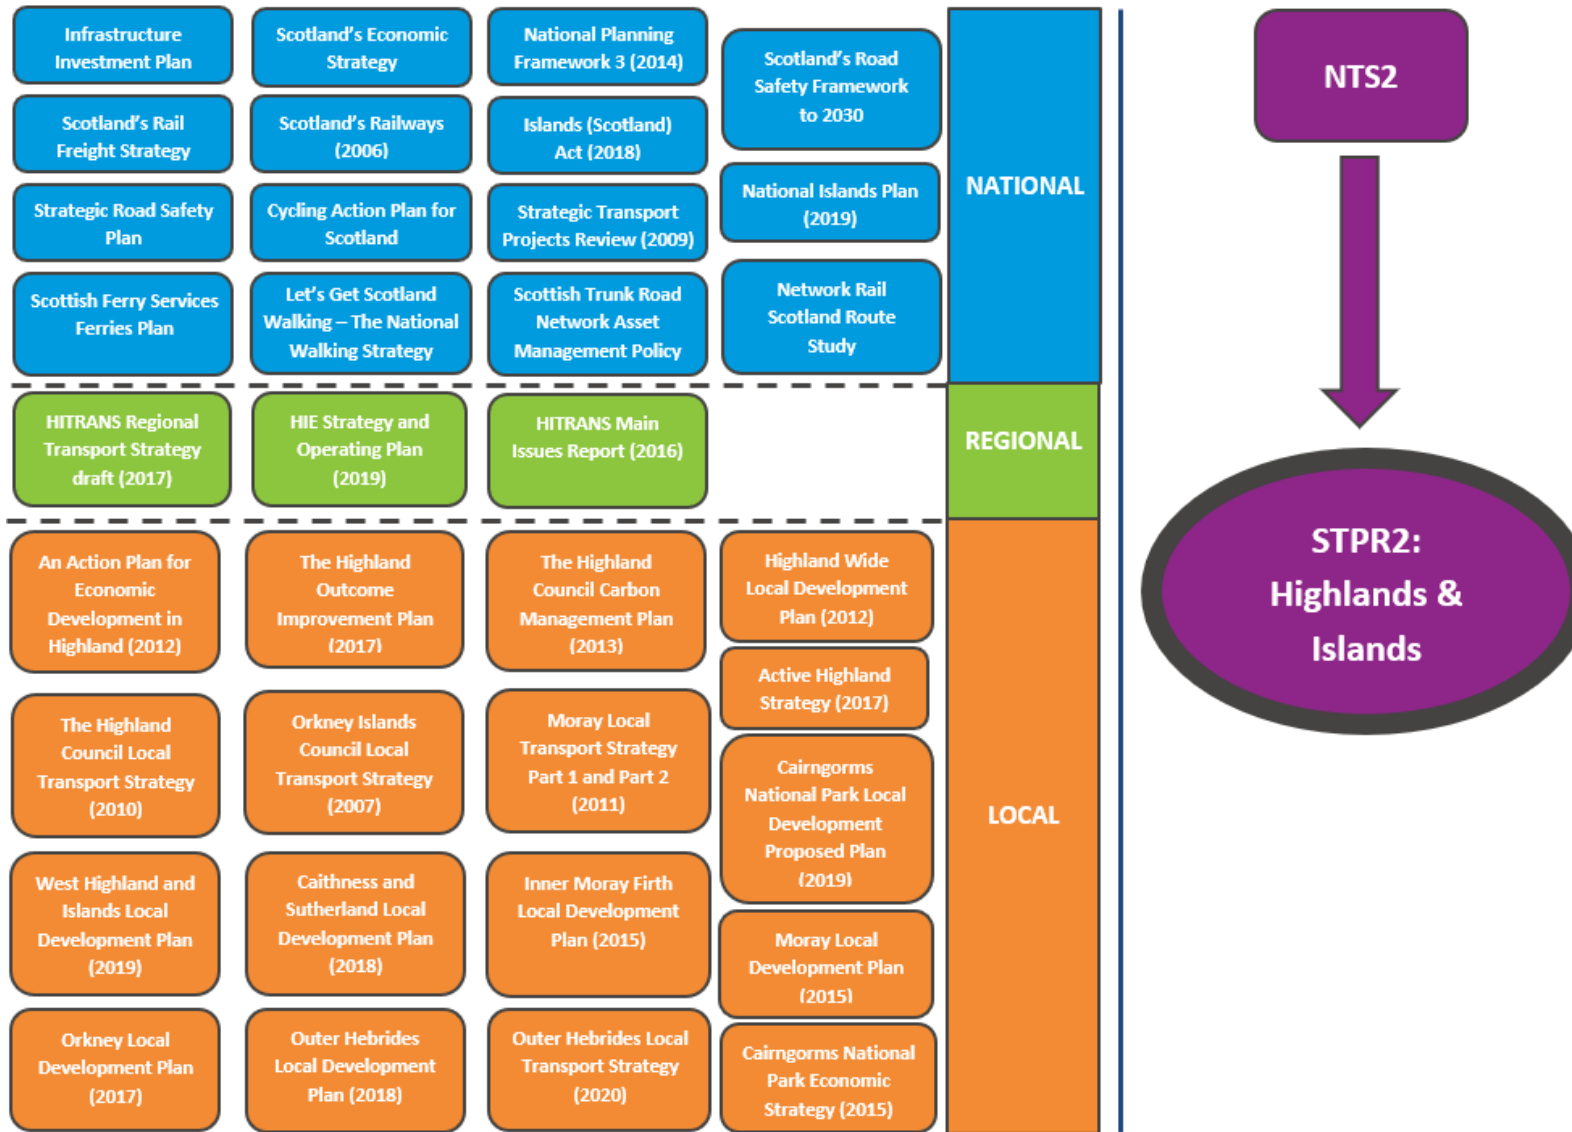 Infrastructure
Investment Plan
Scotland's Economic
Strategy
National Planning
Framework 3 (2014)
Scotland's Road
Safety Framework
to 2030
Scotland's Rail
Freight Strategy
Scotland's Railways
(2006)
Islands (Scotland)
Act (2018)
National Islands Plan
(2019)
Strategic Road Safety
Plan
Cycling Action Plan for
Scotland
Strategic Transport
Projects Review (2009)
Scottish Ferry Services
Ferries Plan
Let's Get Scotland
Walking – The National
Walking Strategy
Scottish Trunk Road
Network Asset
Management Policy
Network Rail
Scotland Route
Study
NATIONAL
HITRANS Regional
Transport Strategy
draft (2017)
HIE Strategy and
Operating Plan
(2019)
HITRANS Main
Issues Report (2016)
REGIONAL
An Action Plan for
Economic
Development in
Highland (2012)
The Highland
Outcome
Improvement Plan
(2017)
The Highland
Council Carbon
Management Plan
(2013)
Highland Wide
Local Development
Plan (2012)
Active Highland
Strategy (2017)
The Highland
Council Local
Transport Strategy
(2010)
Orkney Islands
Council Local
Transport Strategy
(2007)
Moray Local
Transport Strategy
Part 1 and Part 2
(2011)
Cairngorms
National Park Local
Development
Proposed Plan
(2019)
West Highland and
Islands Local
Development Plan
(2019)
Caithness and
Sutherland Local
Development Plan
(2018)
Inner Moray Firth
Local Development
Plan (2015)
Moray Local
Development Plan
(2015)
Orkney Local
Development Plan
(2017)
Outer Hebrides
Local Development
Plan (2018)
Outer Hebrides Local
Transport Strategy
(2020)
Cairngorms National
Park Economic
Strategy (2015)
LOCAL
NTS2
STPR2:
Highlands &
Islands